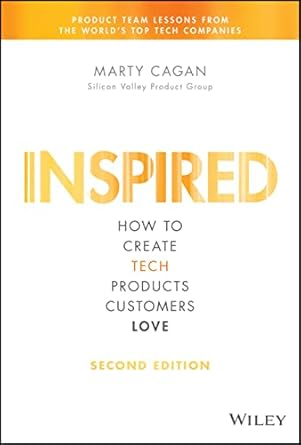 PRODUCT TEAM LESSONS FROM
THE WORLD'S TOP TECH COMPANIES
MARTY CAGAN
Silicon Valley Product Group
INSPIRED
HOW TO
CREATE
TECH
PRODUCTS
CUSTOMERS
LOVE
SECOND EDITION
WILEY